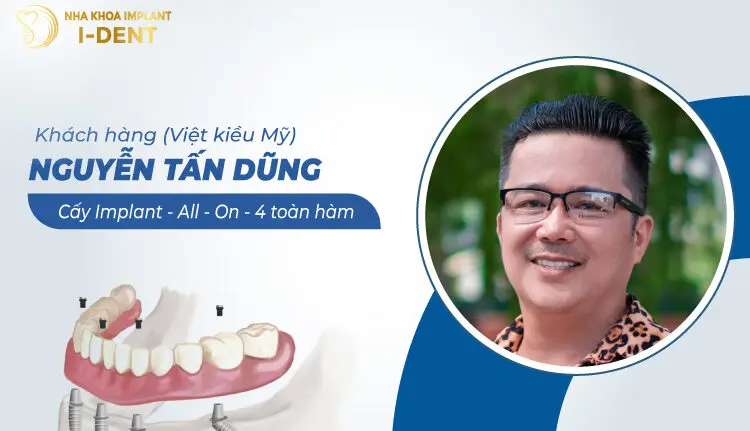 NHA KHOA IMPLANT
I-DENT
Khách hàng (Việt kiều Mỹ)
NGUYỄN TẤN DŨNG
Cấy Implant - All - On - 4 toàn hàm